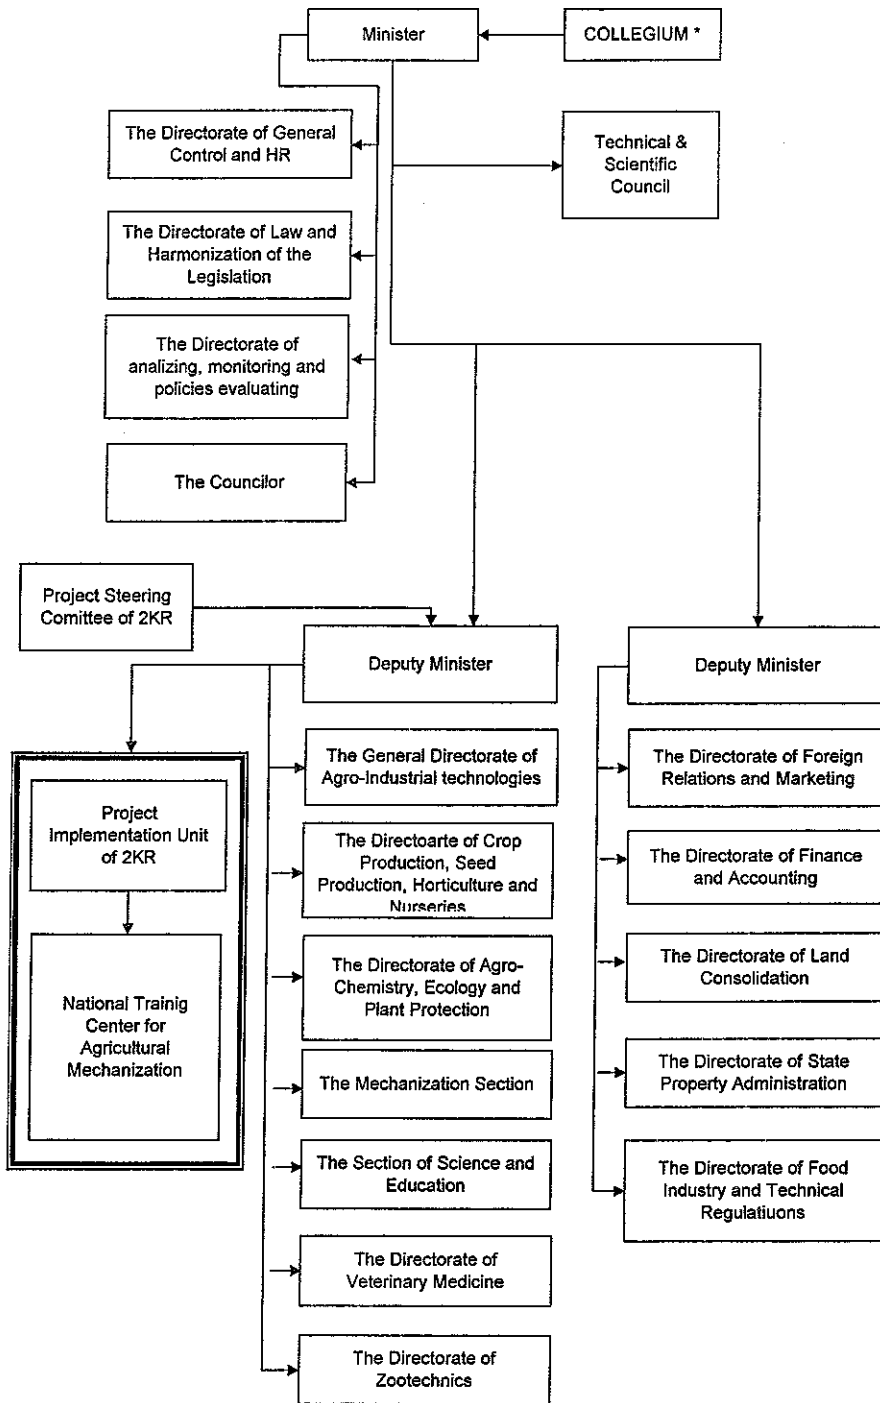 Minister
COLLEGIUM *
The Directorate of General
Control and HR
Technical &
Scientific
Council
The Directorate of Law and
Harmonization of the
Legislation
The Directorate of
analizing, monitoring and
policies evaluating
The Councilor
Project Steering
Comittee of 2KR
Deputy Minister
Deputy Minister
Project
Implementation Unit
of 2KR
National Trainig
Center for
Agricultural
Mechanization
The General Directorate of
Agro-Industrial technologies
The Directoarte of Crop
Production, Seed
Production, Horticulture and
Nurseries
The Directorate of Agro-
Chemistry, Ecology and
Plant Protection
The Mechanization Section
The Section of Science and
Education
The Directorate of
Veterinary Medicine
The Directorate of
Zootechnics
The Directorate of Foreign
Relations and Marketing
The Directorate of Finance
and Accounting
The Directorate of Land
Consolidation
The Directorate of State
Property Administration
The Directorate of Food
Industry and Technical
Regulatiuons